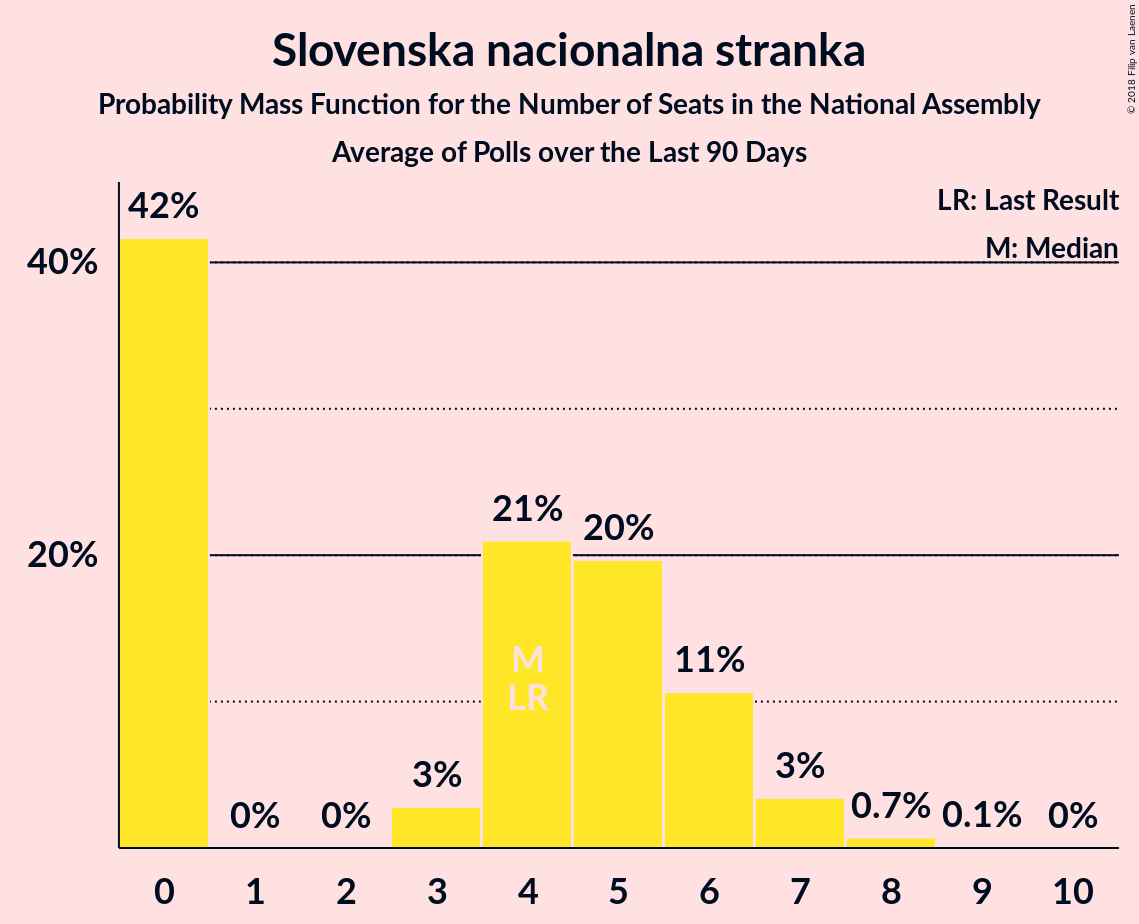 Slovenska nacionalna stranka
Probability Mass Function for the Number of Seats in the National Assembly
Average of Polls over the Last 90 Days
© 2018 Filip van Laenen
LR: Last Result
M: Median
42%
40%
21%
20%
20%
11%
M
LR
3%
3%
0%
0%
0.7%
0.1%
0%
0 1 2 3 4 5 6 7 8 9 10